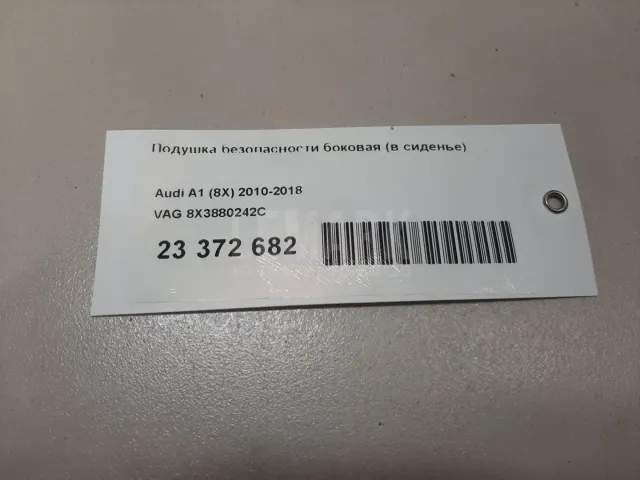 Подушка безопасности боковая (в сиденье)
Audi A1 (8X) 2010-2018
VAG 8X3880242C
23 372 682